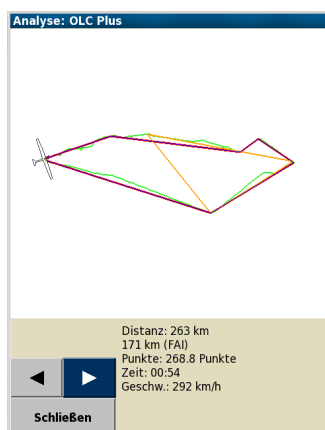 Analyse: OLC Plus
Distanz: 263 km
171 km (FAI)
Punkte: 268.8 Punkte
Zeit: 00:54
Geschw.: 292 km/h
Schließen